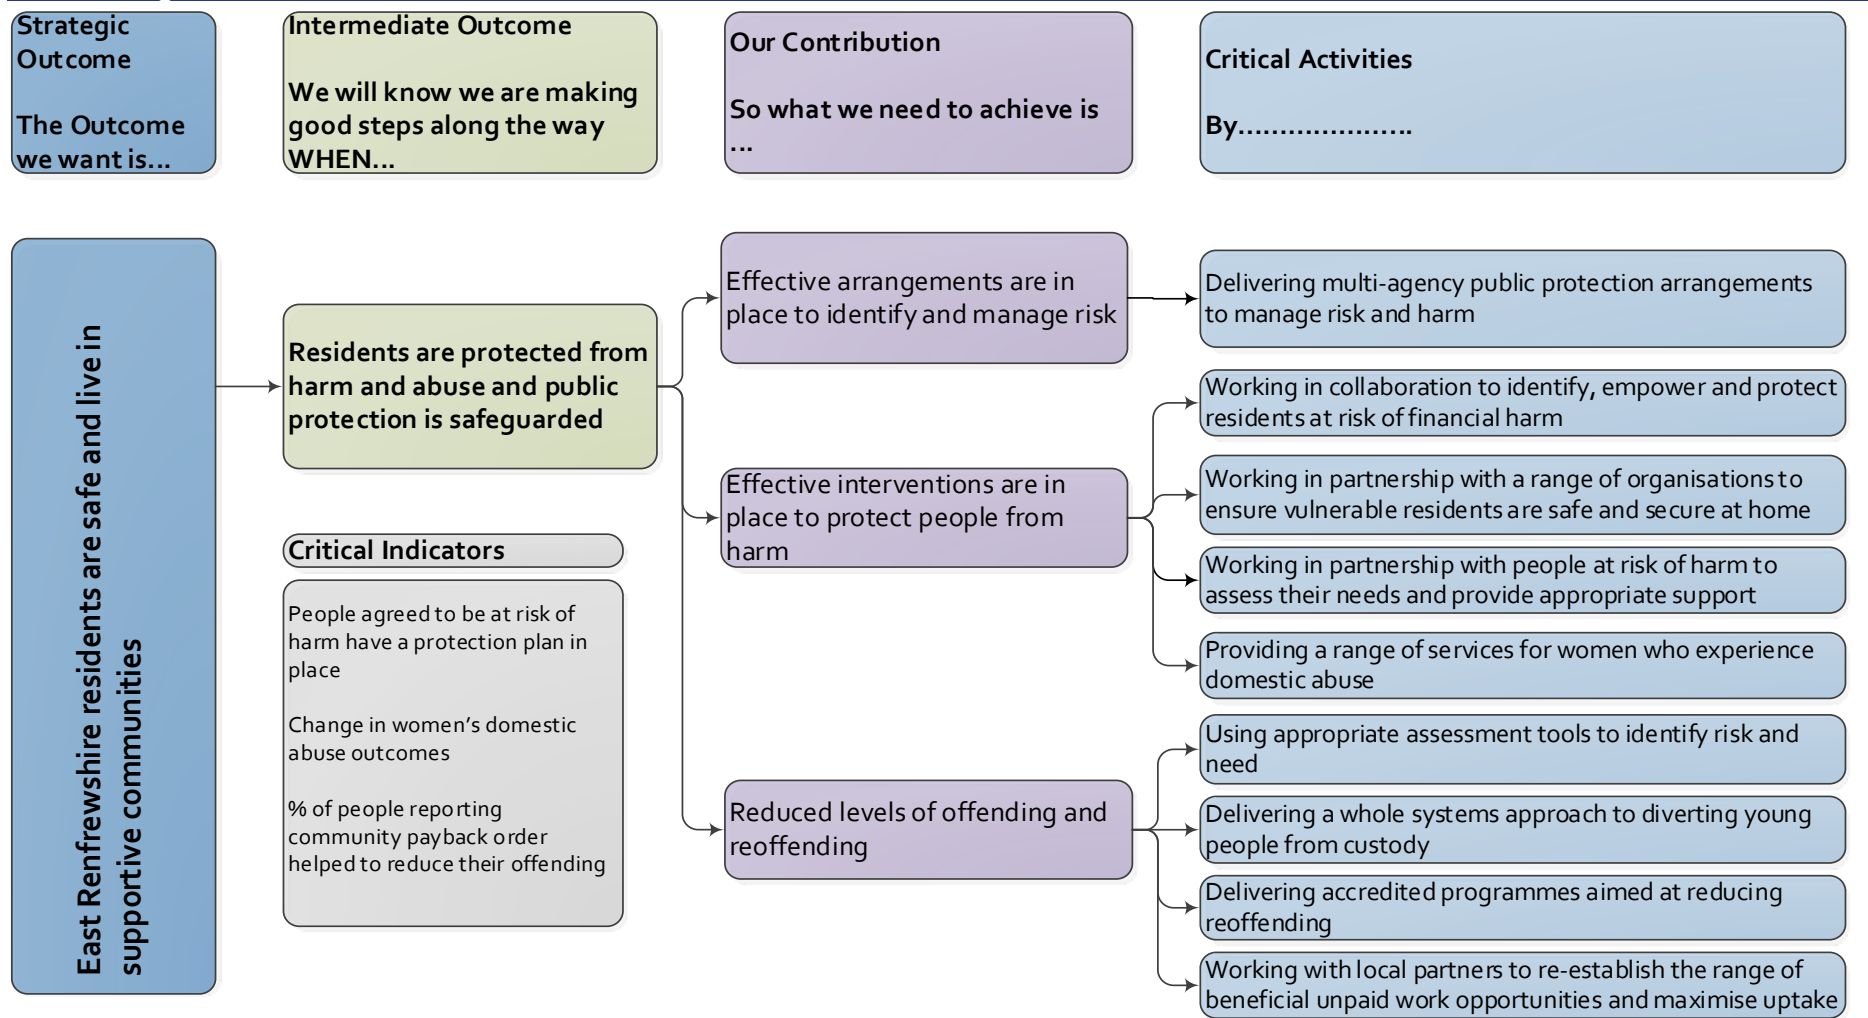 Strategic
Outcome
The Outcome
we want is...
Intermediate Outcome
We will know we are making
good steps along the way
WHEN...
Our Contribution
So what we need to achieve is
...
Critical Activities
By.....................
East Renfrewshire residents are safe and live in
supportive communities
Residents are protected from
harm and abuse and public
protection is safeguarded
Critical Indicators
People agreed to be at risk of
harm have a protection plan in
place
Change in women’s domestic
abuse outcomes
% of people reporting
community payback order
helped to reduce their offending
Effective arrangements are in
place to identify and manage risk
Effective interventions are in
place to protect people from
harm
Reduced levels of offending and
reoffending
Delivering multi-agency public protection arrangements
to manage risk and harm
Working in collaboration to identify, empower and protect
residents at risk of financial harm
Working in partnership with a range of organisations to
ensure vulnerable residents are safe and secure at home
Working in partnership with people at risk of harm to
assess their needs and provide appropriate support
Providing a range of services for women who experience
domestic abuse
Using appropriate assessment tools to identify risk and
need
Delivering a whole systems approach to diverting young
people from custody
Delivering accredited programmes aimed at reducing
reoffending
Working with local partners to re-establish the range of
beneficial unpaid work opportunities and maximise uptake